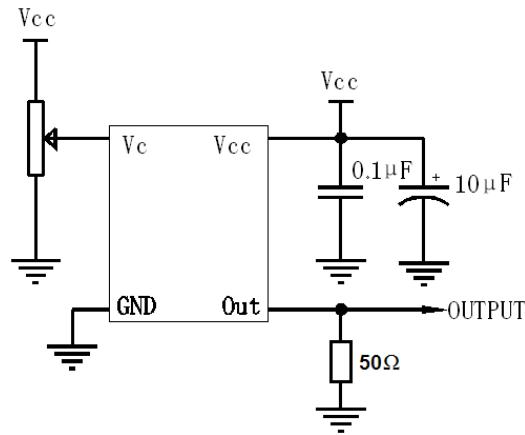 Vcc
Vcc
Vc
Vcc
0.1μF
+
10μF
GND
Out
OUTPUT
50Ω